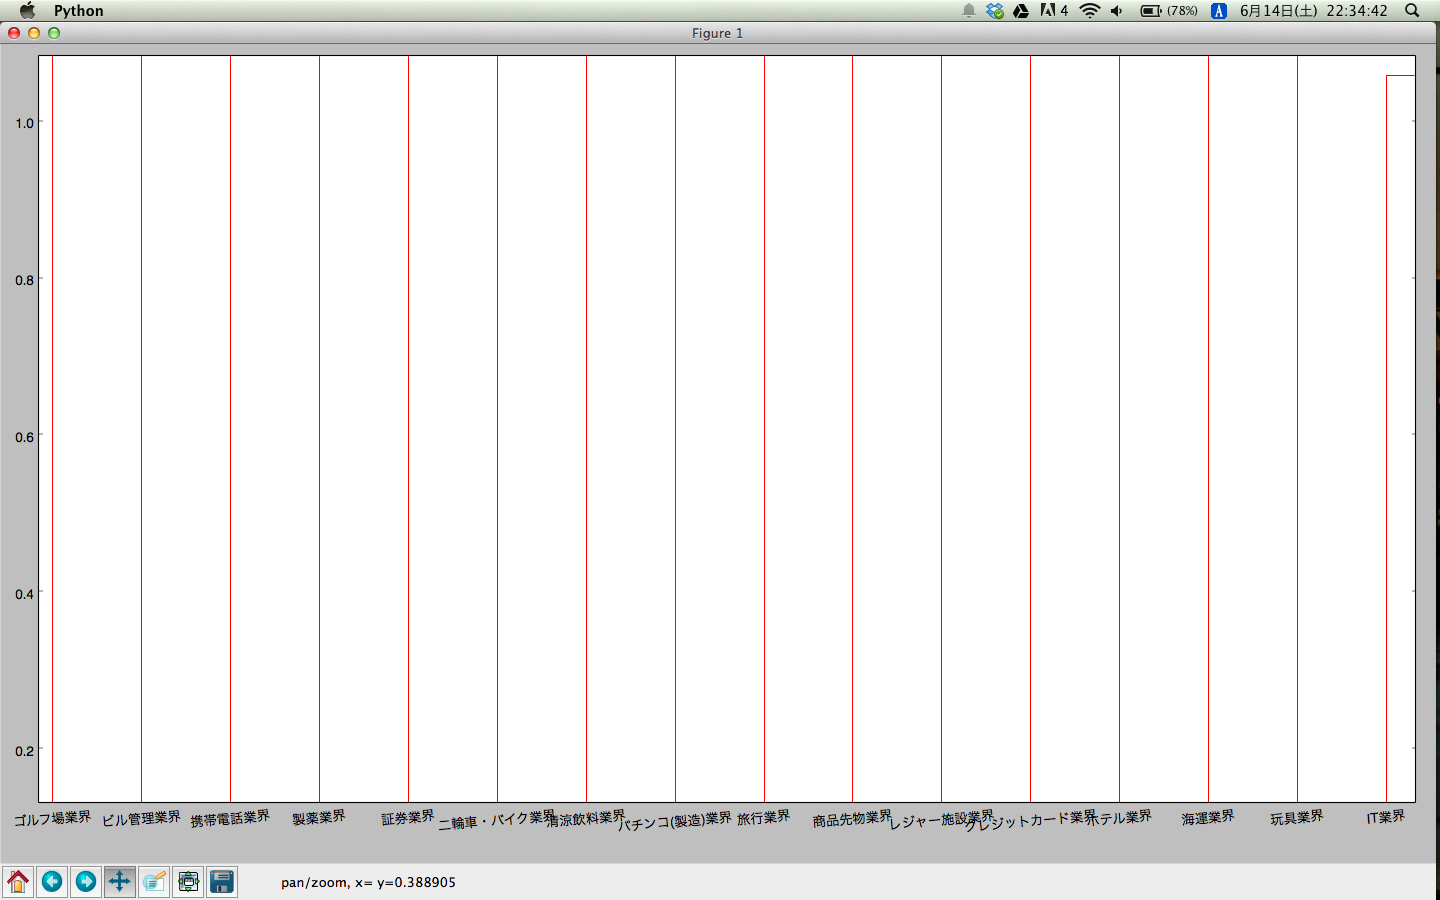 Python
4
(78%)
A
6月14日(土)
22:34:42
Figure 1
1.0
0.8
0.6
0.4
0.2
ゴルフ場業界
ビル管理業界
携帯電話業界
製薬業界
証券業界
二輪車・バイク業界
清涼飲料業界
パチンコ(製造)業界
旅行業界
商品先物業界
レジャー施設業界
クレジットカード業界
ホテル業界
海運業界
玩具業界
IT業界
pan/zoom, x= y=0.388905